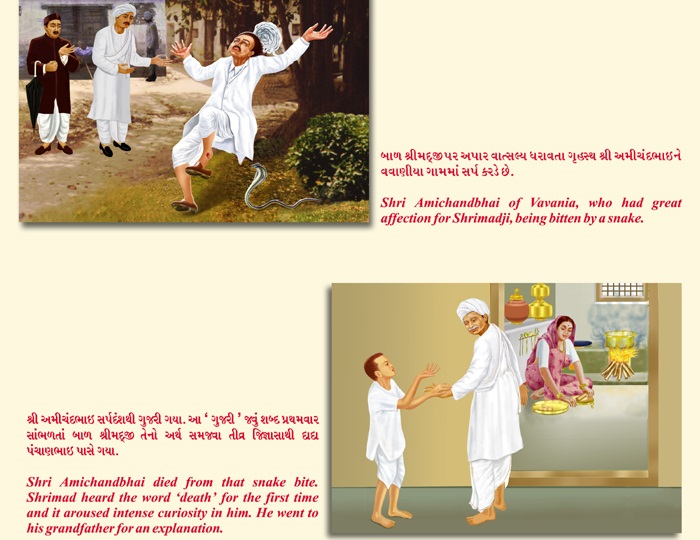 બાળ શ્રીમદ્જી પર અપાર વાત્સલ્ય ધરાવતા ગૃહસ્થ શ્રી અમીચંદભાઇને
વવાણીયા ગામમાં સર્પ કરડે છે.
Shri Amichandbhai of Vavania, who had great
affection for Shrimadji, being bitten by a snake.
શ્રી અમીચંદભાઇ સર્પદંશથી ગુજરી ગયા. આ ‘ ગુજરી ’ જવું શબ્દ પ્રથમવાર
સાંભળતાં બાળ શ્રીમદ્જી તેનો અર્થ સમજવા તીવ્ર જિજ્ઞાસાથી દાદા
પંચાણભાઇ પાસે ગયા.
Shri Amichandbhai died from that snake bite.
Shrimad heard the word ‘death’ for the first time
and it aroused intense curiosity in him. He went to
his grandfather for an explanation.